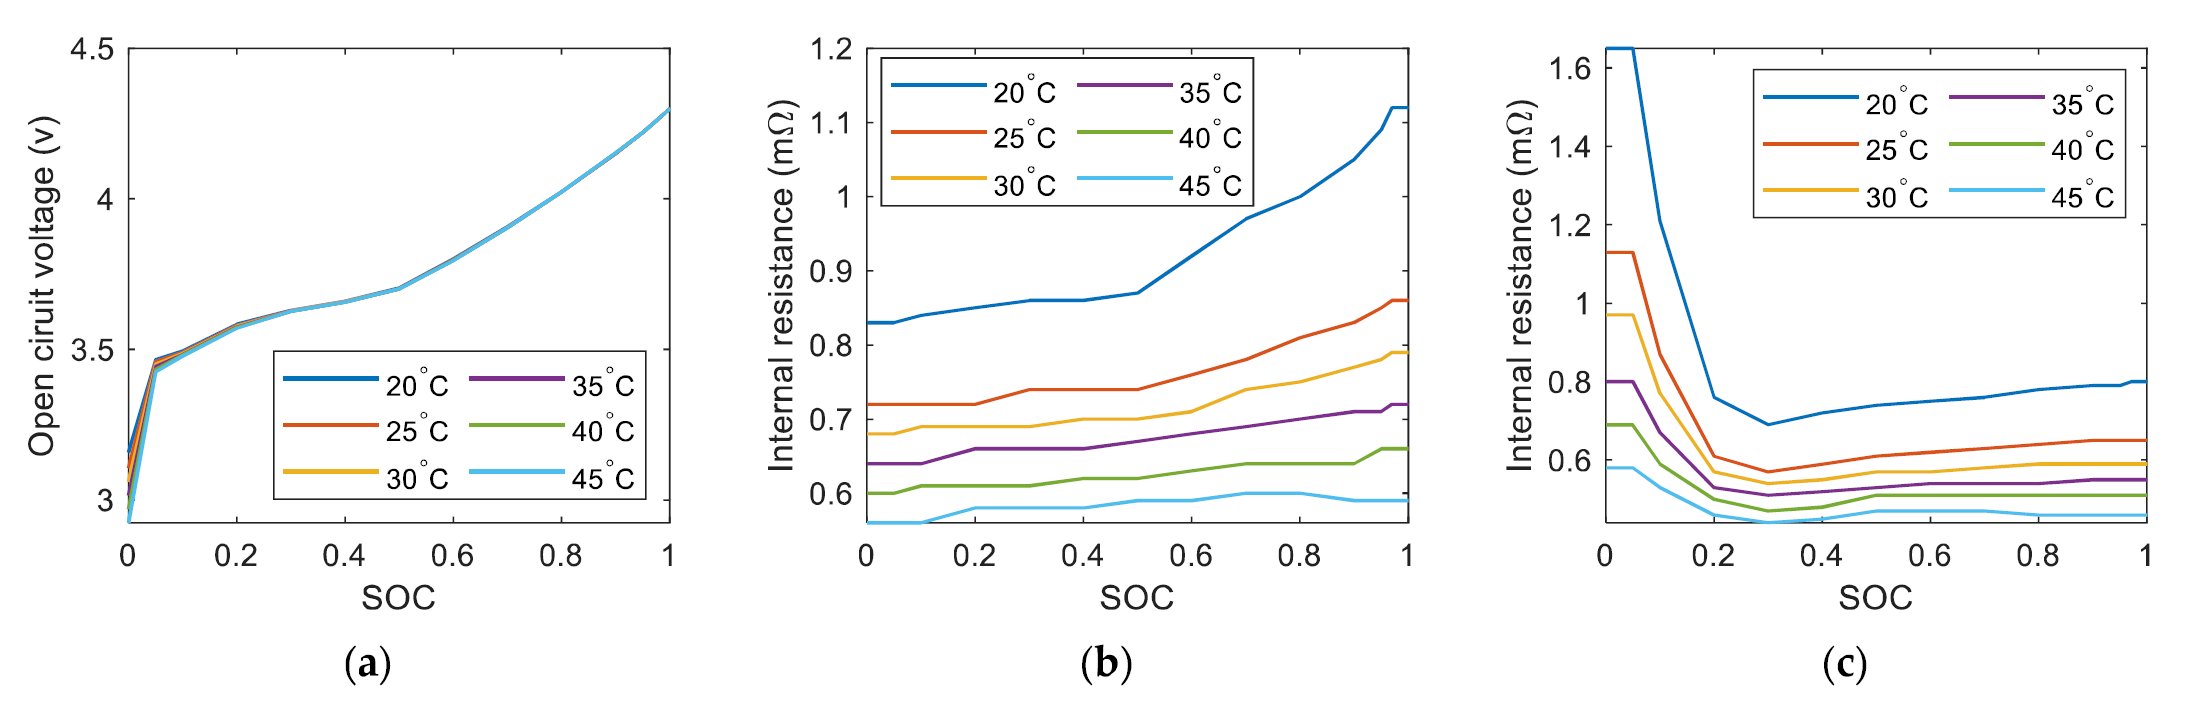 4.5
4
3.5
3
Open ciruit voltage (v)
20°C 35°C
25°C 40°C
30°C 45°C
0 0.2 0.4 0.6 0.8 1
SOC
(a)
1.2
1.1
1
0.9
0.8
0.7
0.6
Internal resistance (mΩ)
20°C 35°C
25°C 40°C
30°C 45°C
0 0.2 0.4 0.6 0.8 1
SOC
(b)
1.6
1.4
1.2
1
0.8
0.6
Internal resistance (mΩ)
20°C 35°C
25°C 40°C
30°C 45°C
0 0.2 0.4 0.6 0.8 1
SOC
(c)